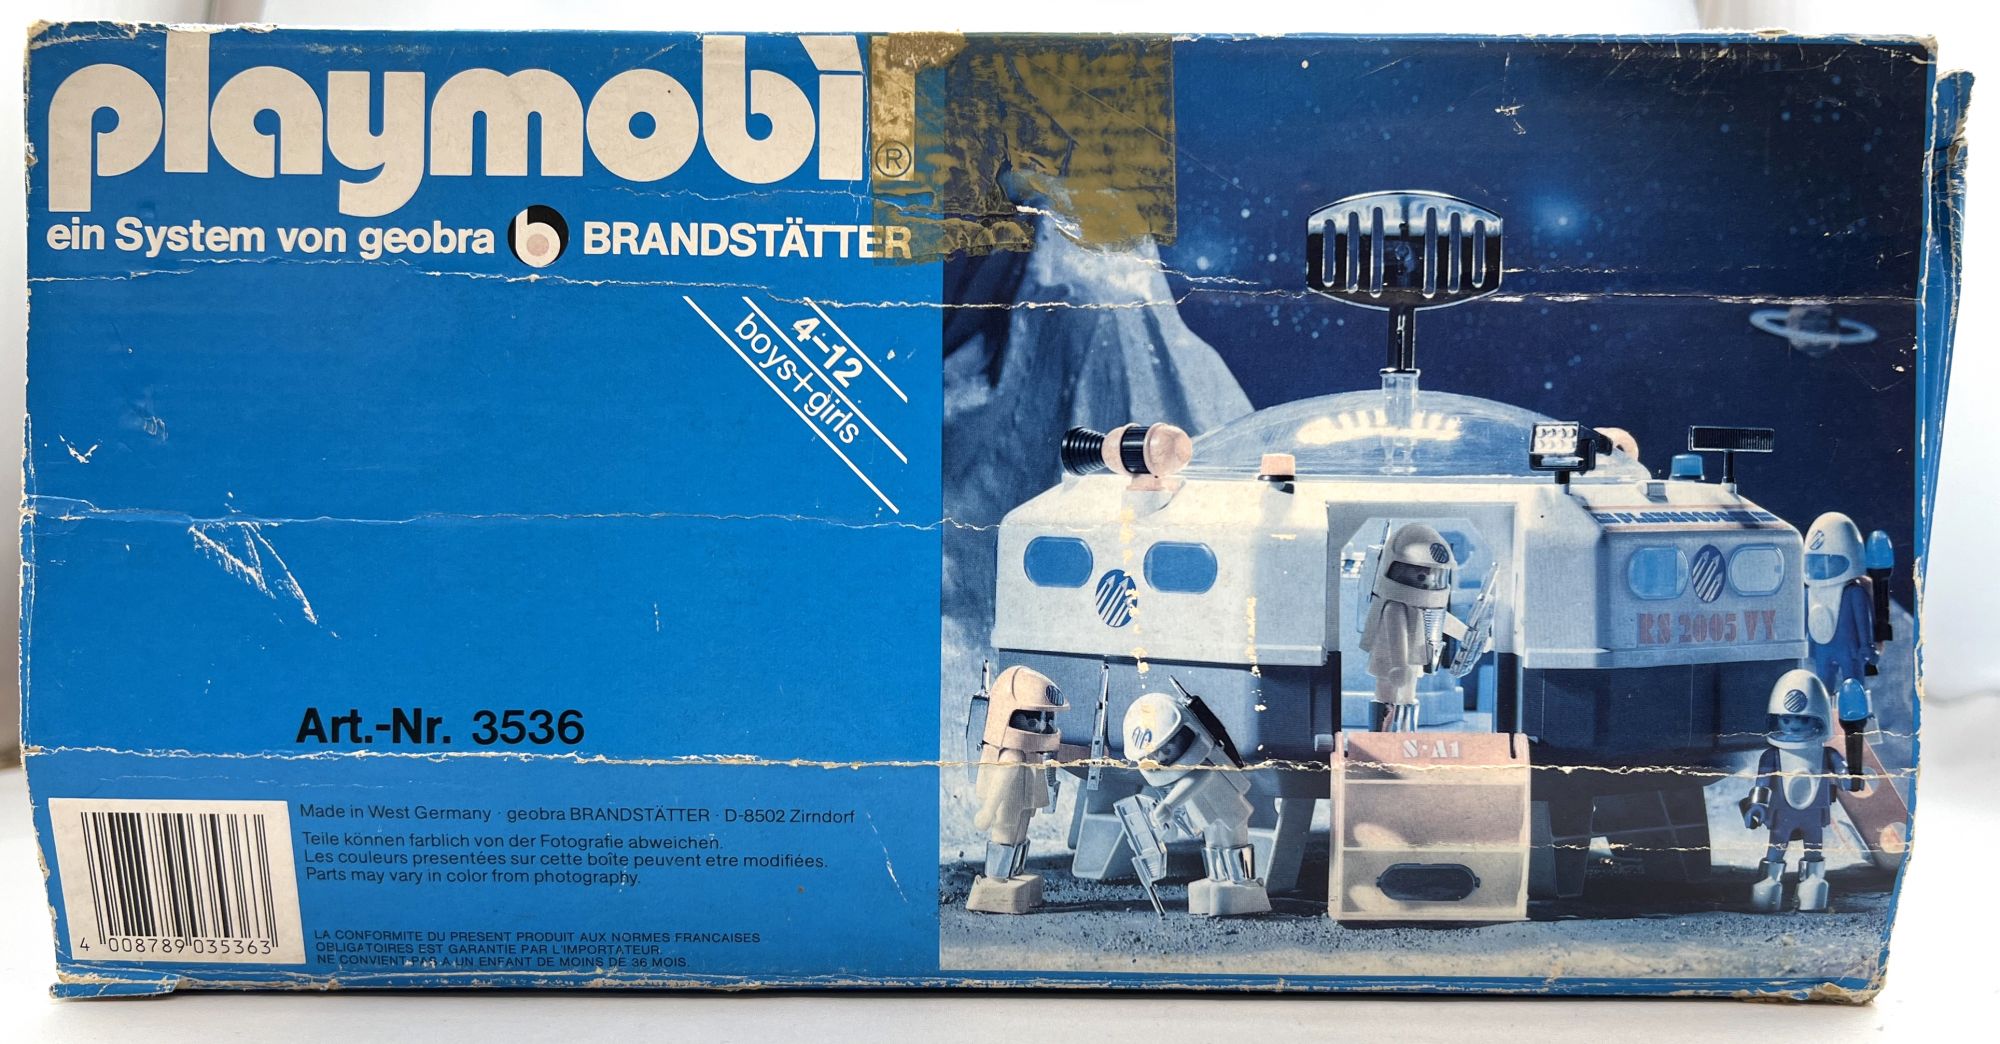 playmobil®
ein System von geobra b BRANDSTÄTTER
4–12
boys+girls
Art.-Nr. 3536
RS 2005 VY
S·A1
Made in West Germany · geobra BRANDSTÄTTER · D-8502 Zirndorf
Teile können farblich von der Fotografie abweichen.
Les couleurs presentées sur cette boîte peuvent etre modifiées.
Parts may vary in color from photography.
4 008789 035363
LA CONFORMITE DU PRESENT PRODUIT AUX NORMES FRANCAISES
OBLIGATOIRES EST GARANTIE PAR L'IMPORTATEUR.
NE CONVIENT PAS A UN ENFANT DE MOINS DE 36 MOIS.